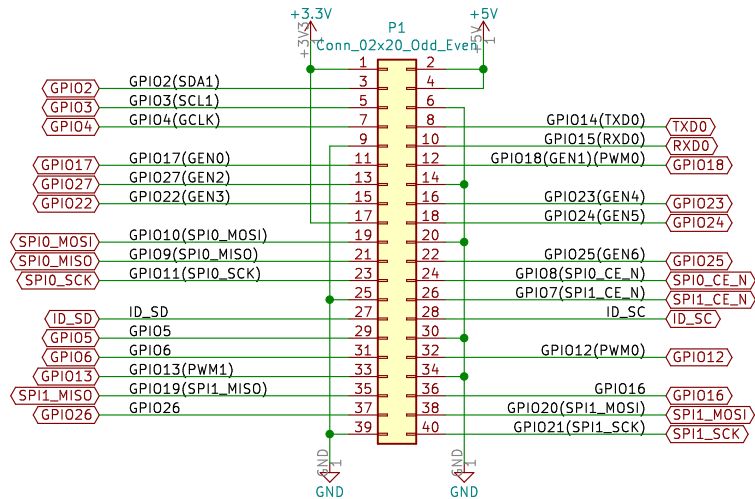 +3.3V
+5V
P1
+3V3
1
+5V
1
Conn_02x20_Odd_Even
1 2
GPIO2 GPIO2(SDA1) 3 4
GPIO3 GPIO3(SCL1) 5 6
GPIO4 GPIO4(GCLK) 7 8 GPIO14(TXD0) TXD0
9 10 GPIO15(RXD0) RXD0
GPIO17 GPIO17(GEN0) 11 12 GPIO18(GEN1)(PWM0) GPIO18
GPIO27 GPIO27(GEN2) 13 14
GPIO22 GPIO22(GEN3) 15 16 GPIO23(GEN4) GPIO23
17 18 GPIO24(GEN5) GPIO24
SPI0_MOSI GPIO10(SPI0_MOSI) 19 20
SPI0_MISO GPIO9(SPI0_MISO) 21 22 GPIO25(GEN6) GPIO25
SPI0_SCK GPIO11(SPI0_SCK) 23 24 GPIO8(SPI0_CE_N) SPI0_CE_N
25 26 GPIO7(SPI1_CE_N) SPI1_CE_N
ID_SD ID_SD 27 28 ID_SC ID_SC
GPIO5 GPIO5 29 30
GPIO6 GPIO6 31 32 GPIO12(PWM0) GPIO12
GPIO13 GPIO13(PWM1) 33 34
SPI1_MISO GPIO19(SPI1_MISO) 35 36 GPIO16 GPIO16
GPIO26 GPIO26 37 38 GPIO20(SPI1_MOSI) SPI1_MOSI
39 40 GPIO21(SPI1_SCK) SPI1_SCK
GND 1
GND 1
GND
GND